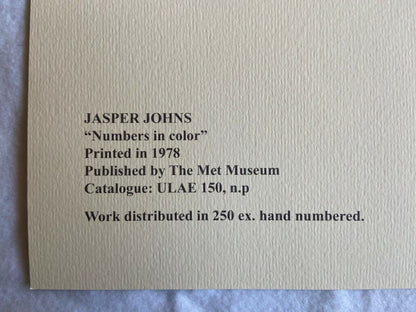 JASPER JOHNS
“Numbers in color”
Printed in 1978
Published by The Met Museum
Catalogue: ULAE 150, n.p
Work distributed in 250 ex. hand numbered.